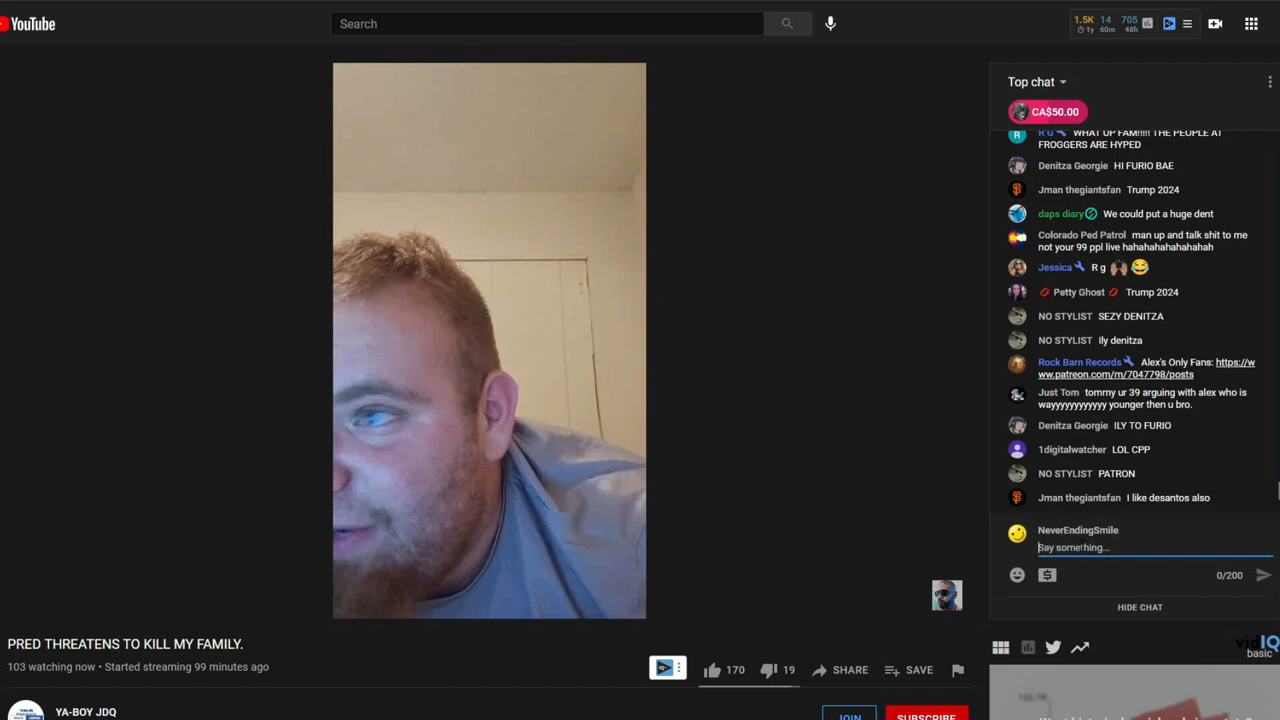 YouTube
Search
1.5K 14 705
1y 60m 48h
Top chat
CA$50.00
R G WHAT UP FAM!!!!! THE PEOPLE AT
FROGGERS ARE HYPED
Denitza Georgie HI FURIO BAE
Jman thegiantsfan Trump 2024
daps diary We could put a huge dent
Colorado Ped Patrol man up and talk shit to me
not your 99 ppl live hahahahahahahah
Jessica R g
Petty Ghost Trump 2024
NO STYLIST SEZY DENITZA
NO STYLIST Ily denitza
Rock Barn Records Alex's Only Fans: https://w
ww.patreon.com/m/7047798/posts
Just Tom tommy ur 39 arguing with alex who is
wayyyyyyyyyy younger then u bro.
Denitza Georgie ILY TO FURIO
1digitalwatcher LOL CPP
NO STYLIST PATRON
Jman thegiantsfan I like desantos also
NeverEndingSmile
Say something...
0/200
HIDE CHAT
PRED THREATENS TO KILL MY FAMILY.
103 watching now • Started streaming 99 minutes ago
170 19 SHARE SAVE
vidIQ
basic
YA-BOY JDQ
JOIN SUBSCRIBE